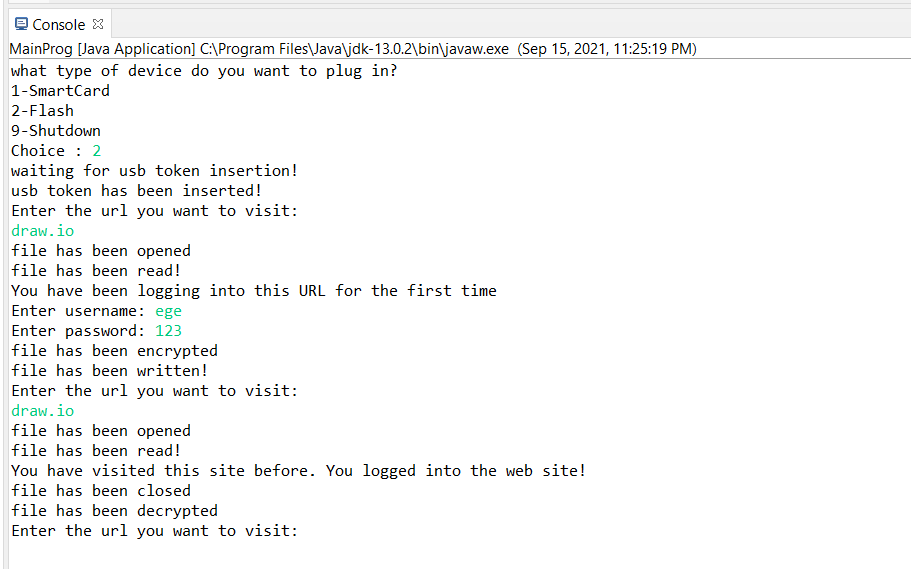 Console
MainProg [Java Application] C:\Program Files\Java\jdk-13.0.2\bin\javaw.exe (Sep 15, 2021, 11:25:19 PM)
what type of device do you want to plug in?
1-SmartCard
2-Flash
9-Shutdown
Choice : 2
waiting for usb token insertion!
usb token has been inserted!
Enter the url you want to visit:
draw.io
file has been opened
file has been read!
You have been logging into this URL for the first time
Enter username: ege
Enter password: 123
file has been encrypted
file has been written!
Enter the url you want to visit:
draw.io
file has been opened
file has been read!
You have visited this site before. You logged into the web site!
file has been closed
file has been decrypted
Enter the url you want to visit: